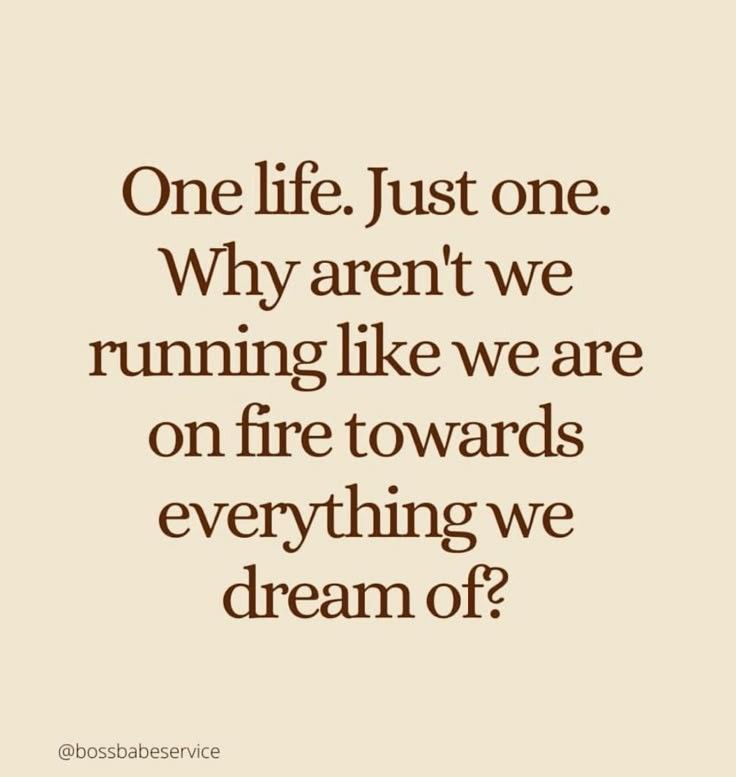 One life. Just one.
Why aren't we
running like we are
on fire towards
everything we
dream of?
@bossbabeservice